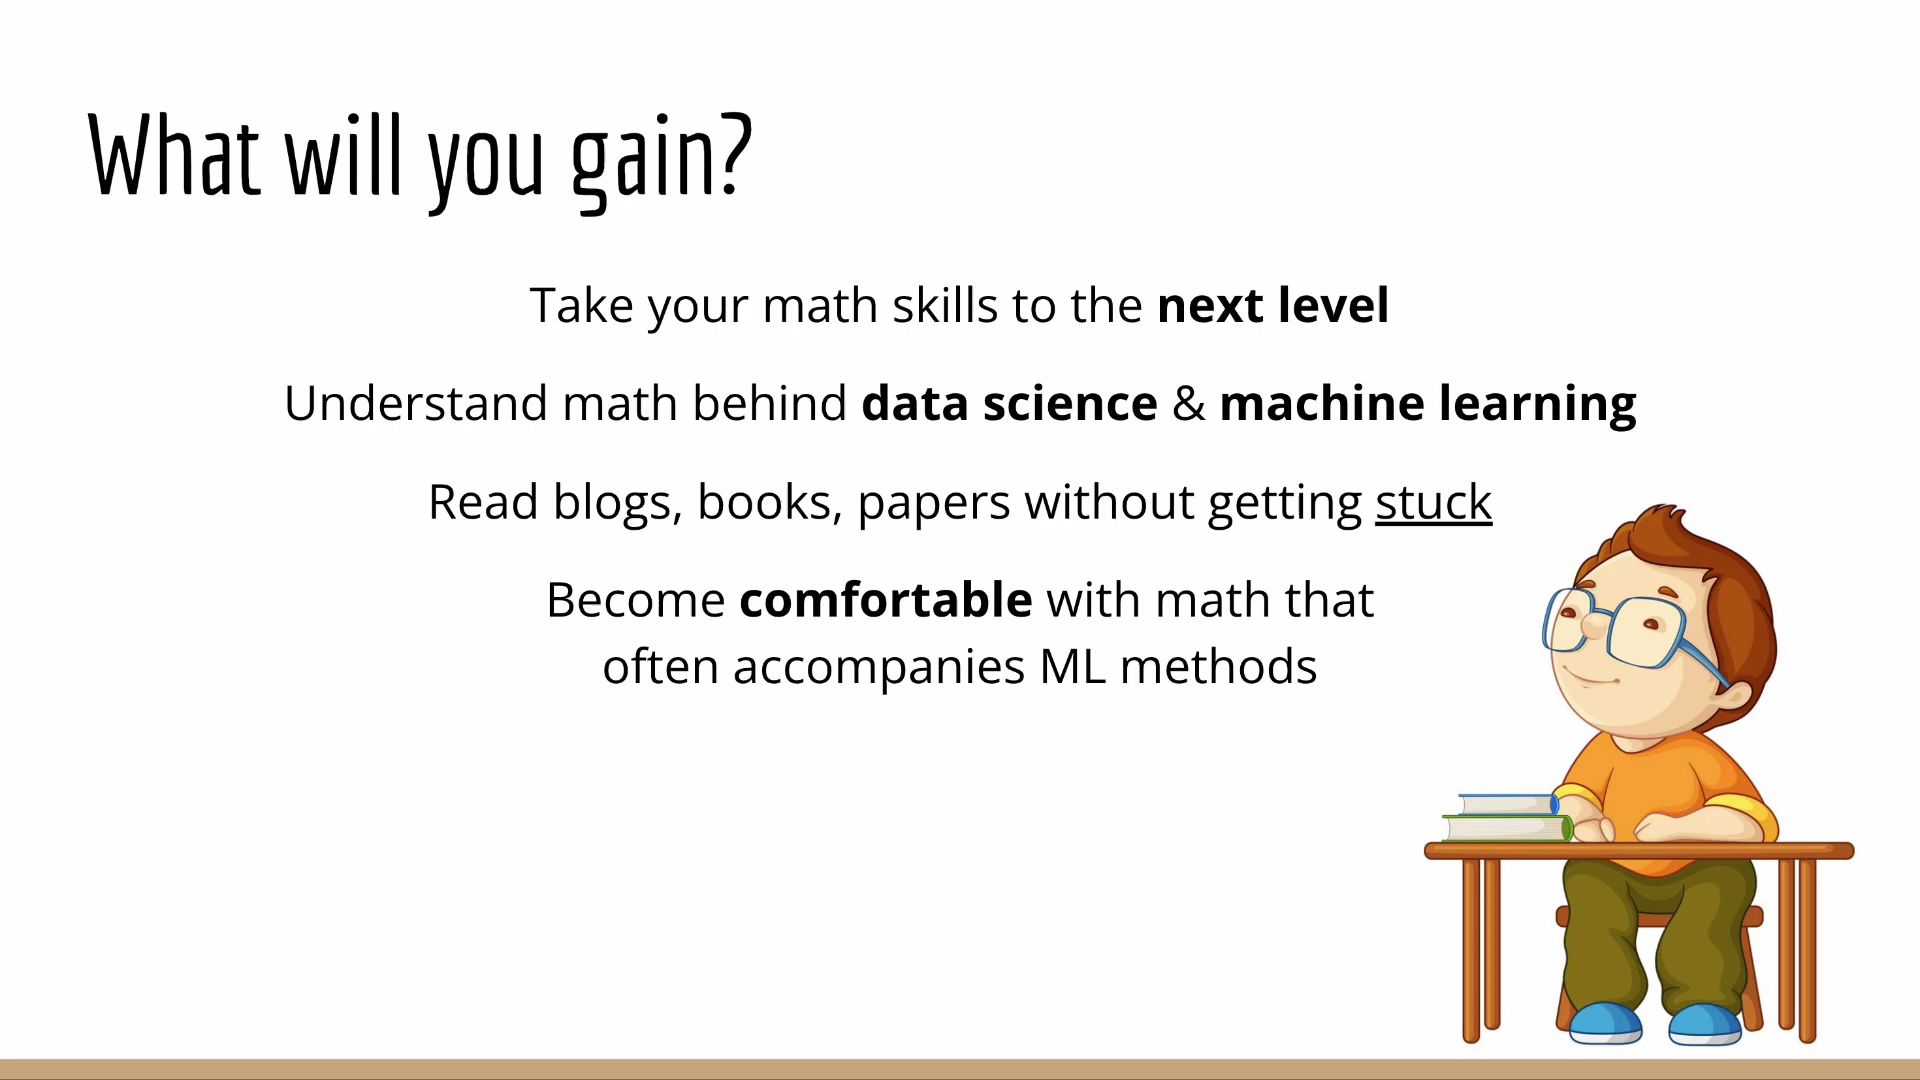 What will you gain?
Take your math skills to the next level
Understand math behind data science & machine learning
Read blogs, books, papers without getting stuck
Become comfortable with math that
often accompanies ML methods